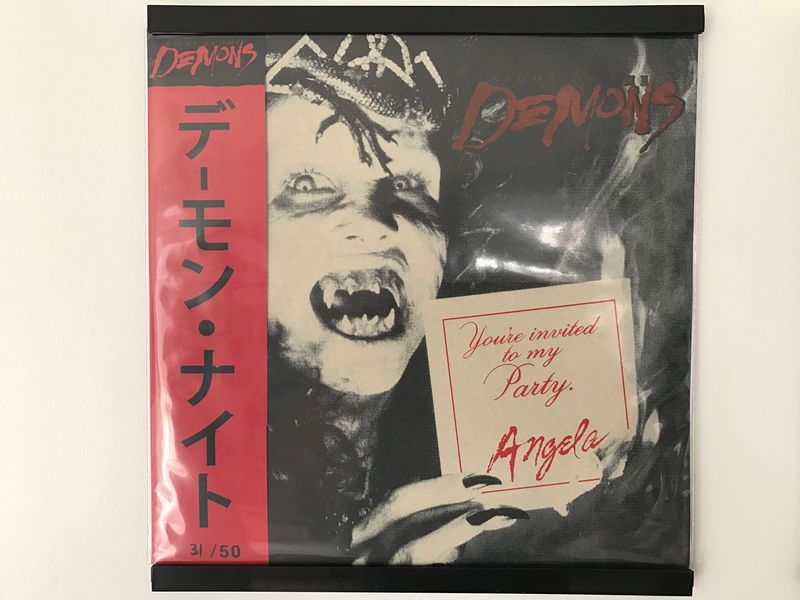 DEMONS
デーモン・ナイト
31/50
NIGHT OF THE
DEMONS
You're invited
to my
Party.
Angela